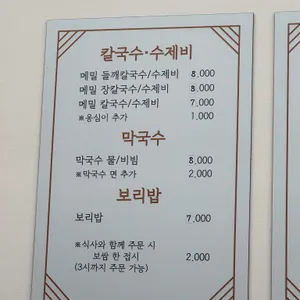 칼국수·수제비
메밀 들깨칼국수/수제비 8,000
메밀 장칼국수/수제비 8,000
메밀 칼국수/수제비 7,000
※옹심이 추가 1,000
막국수
막국수 물/비빔 8,000
※막국수 면 추가 2,000
보리밥
보리밥 7,000
※식사와 함께 주문 시
보쌈 한 접시 2,000
(3시까지 주문 가능)